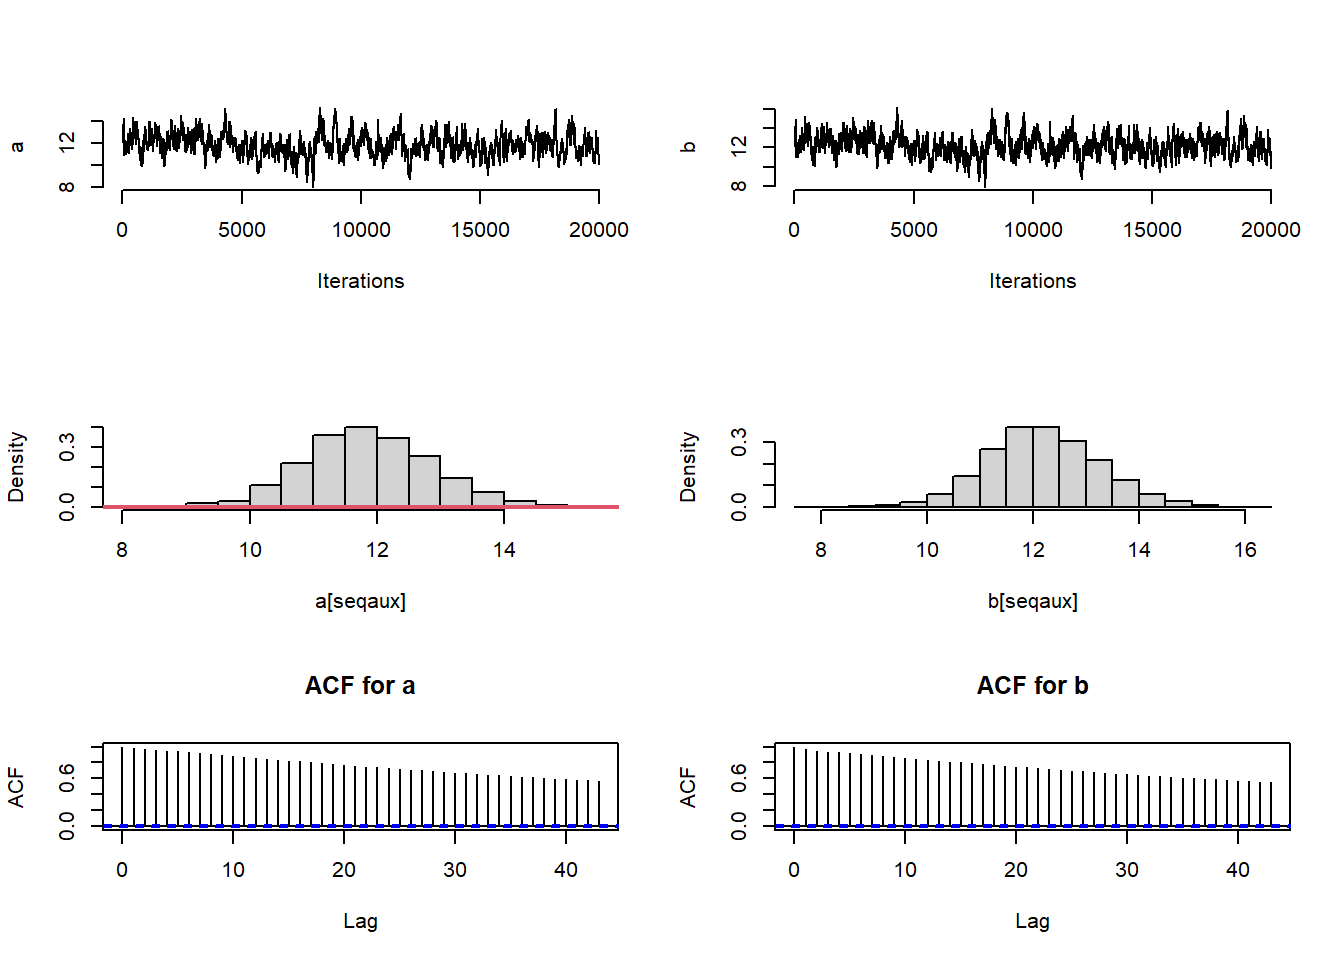 a
12
8
0 5000 10000 15000 20000
Iterations
b
12
8
0 5000 10000 15000 20000
Iterations
Density
0.3
0.0
8 10 12 14
a[seqaux]
Density
0.3
0.0
8 10 12 14 16
b[seqaux]
ACF for a
ACF
0.6
0.0
0 10 20 30 40
Lag
ACF for b
ACF
0.6
0.0
0 10 20 30 40
Lag